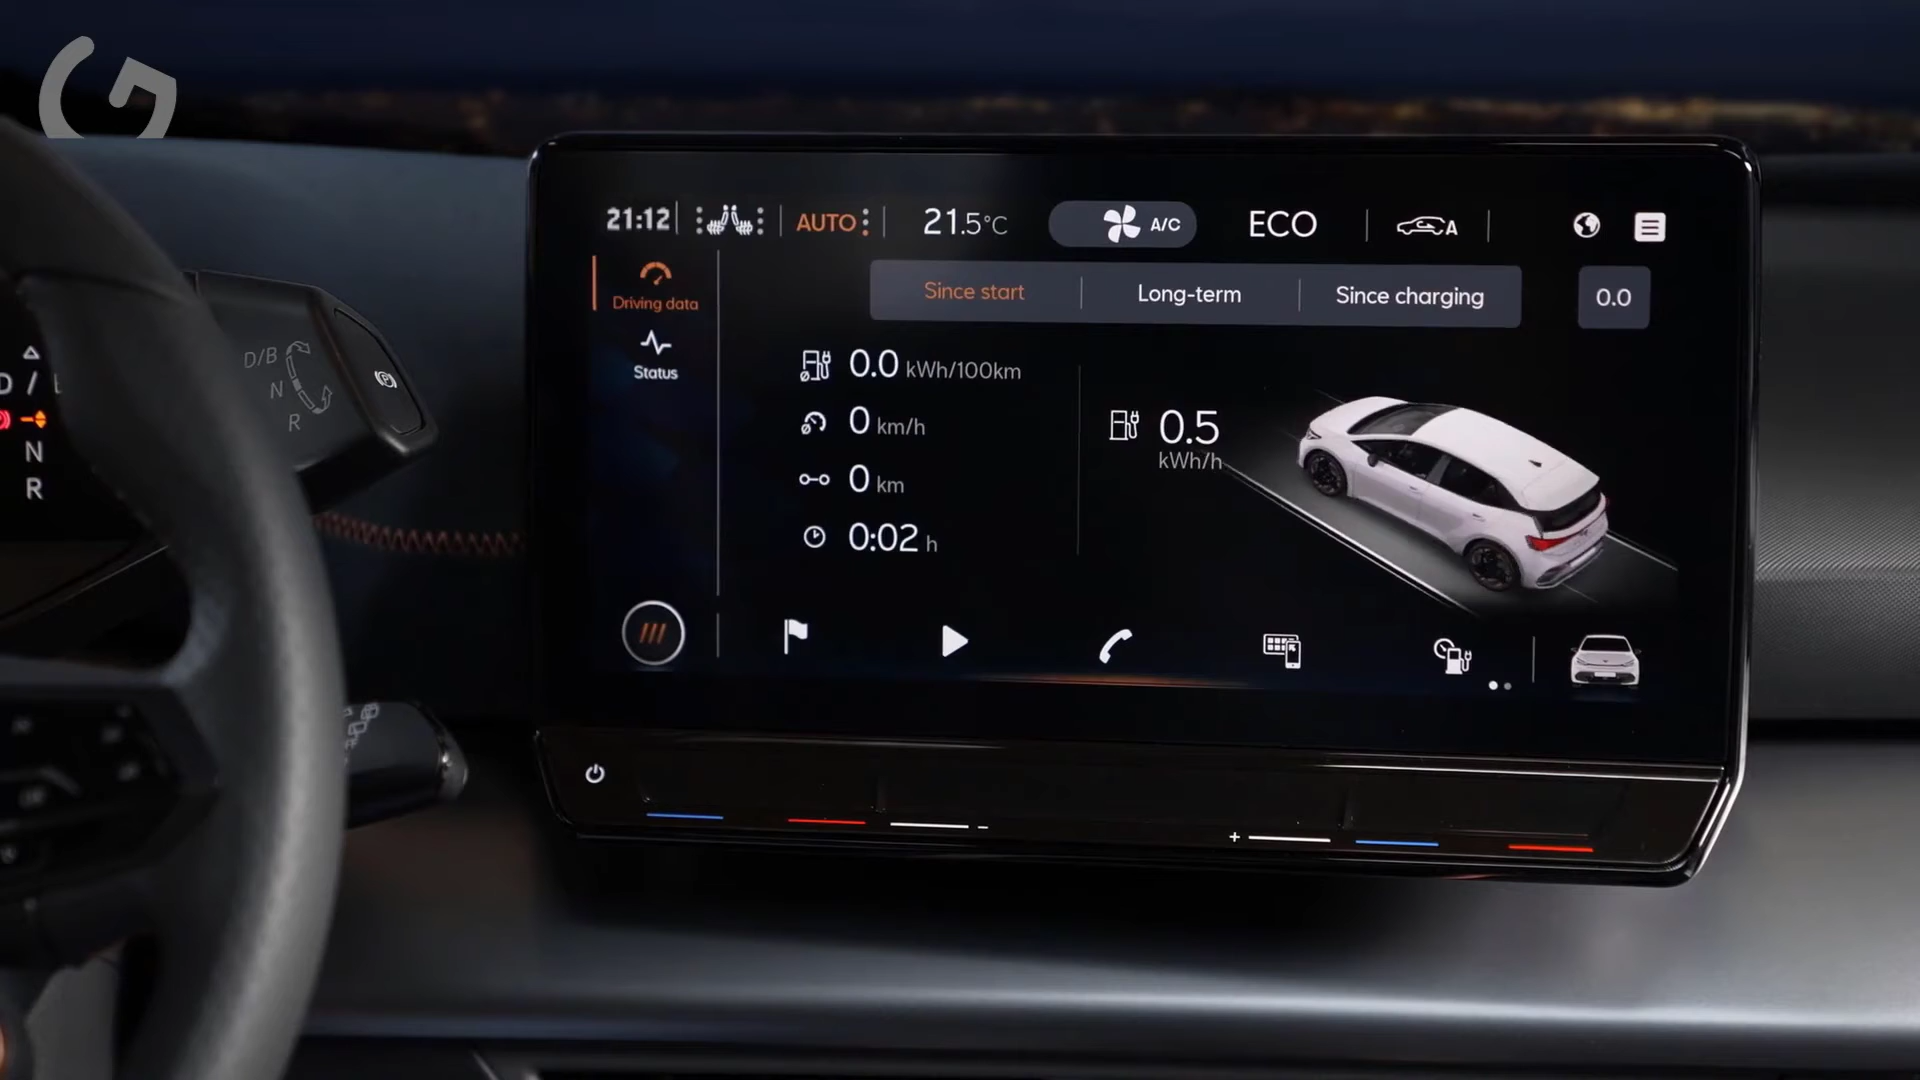 21:12 AUTO 21.5°C A/C ECO A
Driving data
Since start Long-term Since charging 0.0
Status
0.0 kWh/100km
0 km/h
0 km
0:02 h
0.5
kWh/h
D/B
N
R
P
D /
N
R
- +